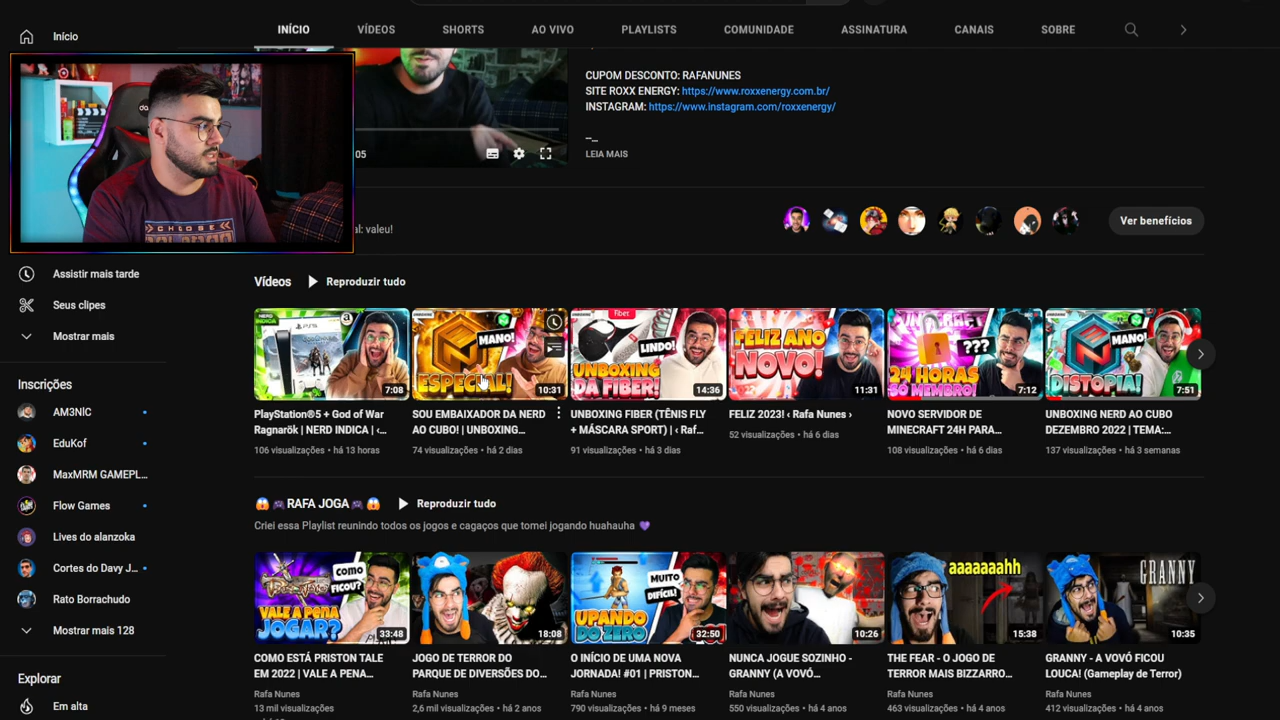 Início
INÍCIO
VÍDEOS
SHORTS
AO VIVO
PLAYLISTS
COMUNIDADE
ASSINATURA
CANAIS
SOBRE
CUPOM DESCONTO: RAFANUNES
SITE ROXX ENERGY: https://www.roxxenergy.com.br/
INSTAGRAM: https://www.instagram.com/roxxenergy/
--_
LEIA MAIS
05
CHOOSE
al: valeu!
Ver benefícios
Assistir mais tarde
Seus clipes
Mostrar mais
Inscrições
AM3NIC
EduKof
MaxMRM GAMEPL...
Flow Games
Lives do alanzoka
Cortes do Davy J...
Rato Borrachudo
Mostrar mais 128
Explorar
Em alta
Vídeos
Reproduzir tudo
NERD
INDICA
PS5
7:08
MANO!
ESPECIAL!
10:31
Fiber
LINDO!
UNBOXING
DA FIBER!
14:36
FELIZ ANO
NOVO!
11:31
???
24 HORAS
SÓ MEMBRO!
7:12
MANO!
DISTOPIA!
7:51
PlayStation®5 + God of War
Ragnarök | NERD INDICA | ‹...
106 visualizações • há 13 horas
SOU EMBAIXADOR DA NERD
AO CUBO! | UNBOXING...
74 visualizações • há 2 dias
UNBOXING FIBER (TÊNIS FLY
+ MÁSCARA SPORT) | ‹ Raf...
91 visualizações • há 3 dias
FELIZ 2023! ‹ Rafa Nunes ›
52 visualizações • há 6 dias
NOVO SERVIDOR DE
MINECRAFT 24H PARA...
108 visualizações • há 6 dias
UNBOXING NERD AO CUBO
DEZEMBRO 2022 | TEMA:...
137 visualizações • há 3 semanas
😱🎮RAFA JOGA🎮😱
Reproduzir tudo
Criei essa Playlist reunindo todos os jogos e cagaços que tomei jogando huahauha 💜
COMO
FICOU?
VALE A PENA
JOGAR?
33:48
18:08
MUITO
DIFÍCIL!
UPANDO
DO ZERO
32:50
10:26
aaaaaaahh
15:38
GRANNY
10:35
COMO ESTÁ PRISTON TALE
EM 2022 | VALE A PENA...
Rafa Nunes
13 mil visualizações
JOGO DE TERROR DO
PARQUE DE DIVERSÕES DO...
Rafa Nunes
2,6 mil visualizações • há 2 anos
O INÍCIO DE UMA NOVA
JORNADA! #01 | PRISTON...
Rafa Nunes
790 visualizações • há 9 meses
NUNCA JOGUE SOZINHO -
GRANNY (A VOVÓ...
Rafa Nunes
550 visualizações • há 4 anos
THE FEAR - O JOGO DE
TERROR MAIS BIZZARRO...
Rafa Nunes
463 visualizações • há 4 anos
GRANNY - A VOVÓ FICOU
LOUCA! (Gameplay de Terror)
Rafa Nunes
412 visualizações • há 4 anos